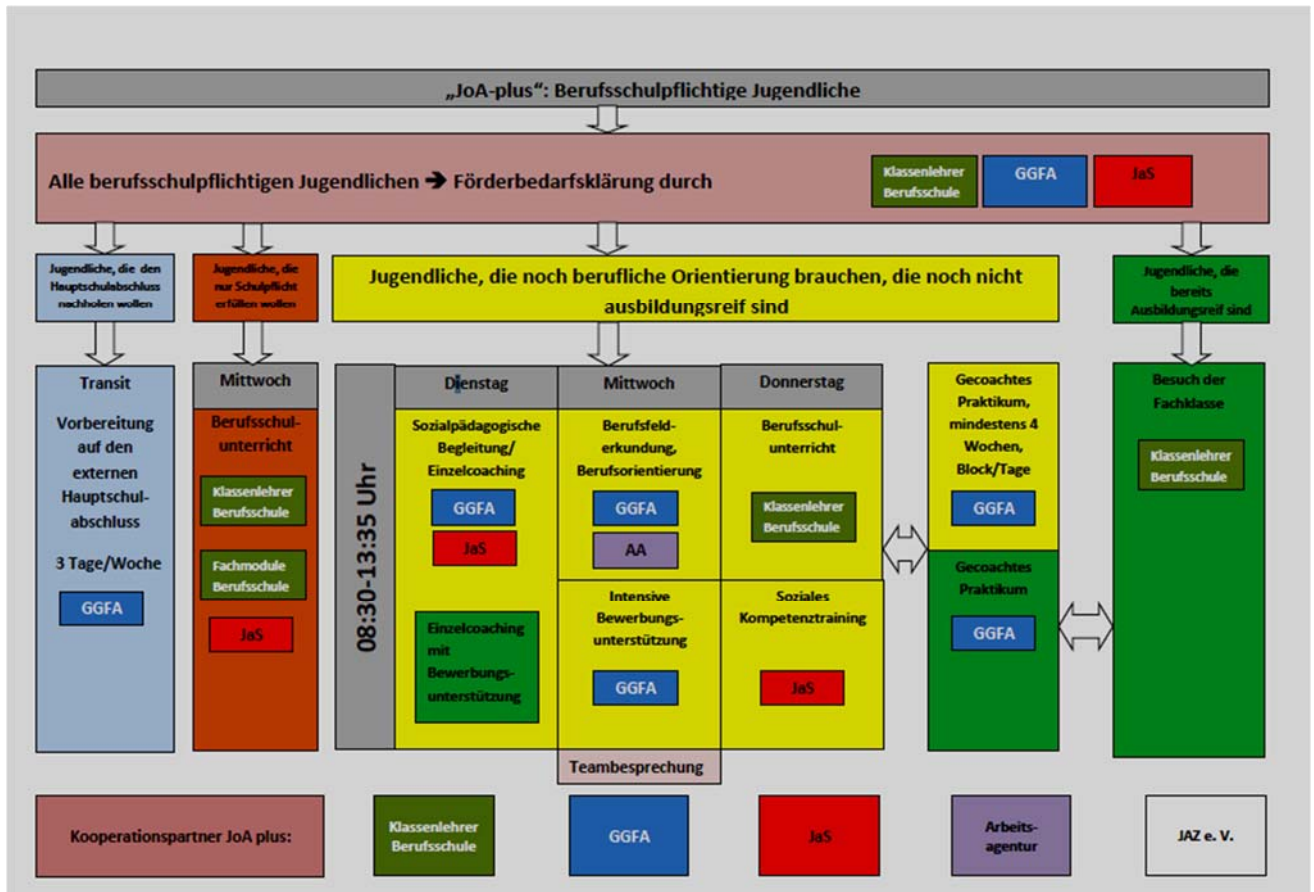 „JoA-plus“: Berufsschulpflichtige Jugendliche
Alle berufsschulpflichtigen Jugendlichen ➔ Förderbedarfsklärung durch
Klassenlehrer
Berufsschule
GGFA
JaS
Jugendliche, die den
Hauptschulabschluss
nachholen wollen
Jugendliche, die
nur Schulpflicht
erfüllen wollen
Jugendliche, die noch berufliche Orientierung brauchen, die noch nicht
ausbildungsreif sind
Jugendliche, die
bereits
Ausbildungsreif sind
Transit
Vorbereitung
auf den
externen
Hauptschul-
abschluss
3 Tage/Woche
GGFA
Mittwoch
Berufsschul-
unterricht
Klassenlehrer
Berufsschule
Fachmodule
Berufsschule
JaS
08:30-13:35 Uhr
Dienstag
Sozialpädagogische
Begleitung/
Einzelcoaching
GGFA
JaS
Einzelcoaching
mit
Bewerbungs-
unterstützung
Mittwoch
Berufsfeld-
erkundung,
Berufsorientierung
GGFA
AA
Intensive
Bewerbungs-
unterstützung
GGFA
Teambesprechung
Donnerstag
Berufsschul-
unterricht
Klassenlehrer
Berufsschule
Soziales
Kompetenztraining
JaS
Gecoachtes
Praktikum,
mindestens 4
Wochen,
Block/Tage
GGFA
Gecoachtes
Praktikum
GGFA
Besuch der
Fachklasse
Klassenlehrer
Berufsschule
Kooperationspartner JoA plus:
Klassenlehrer
Berufsschule
GGFA
JaS
Arbeits-
agentur
JAZ e. V.